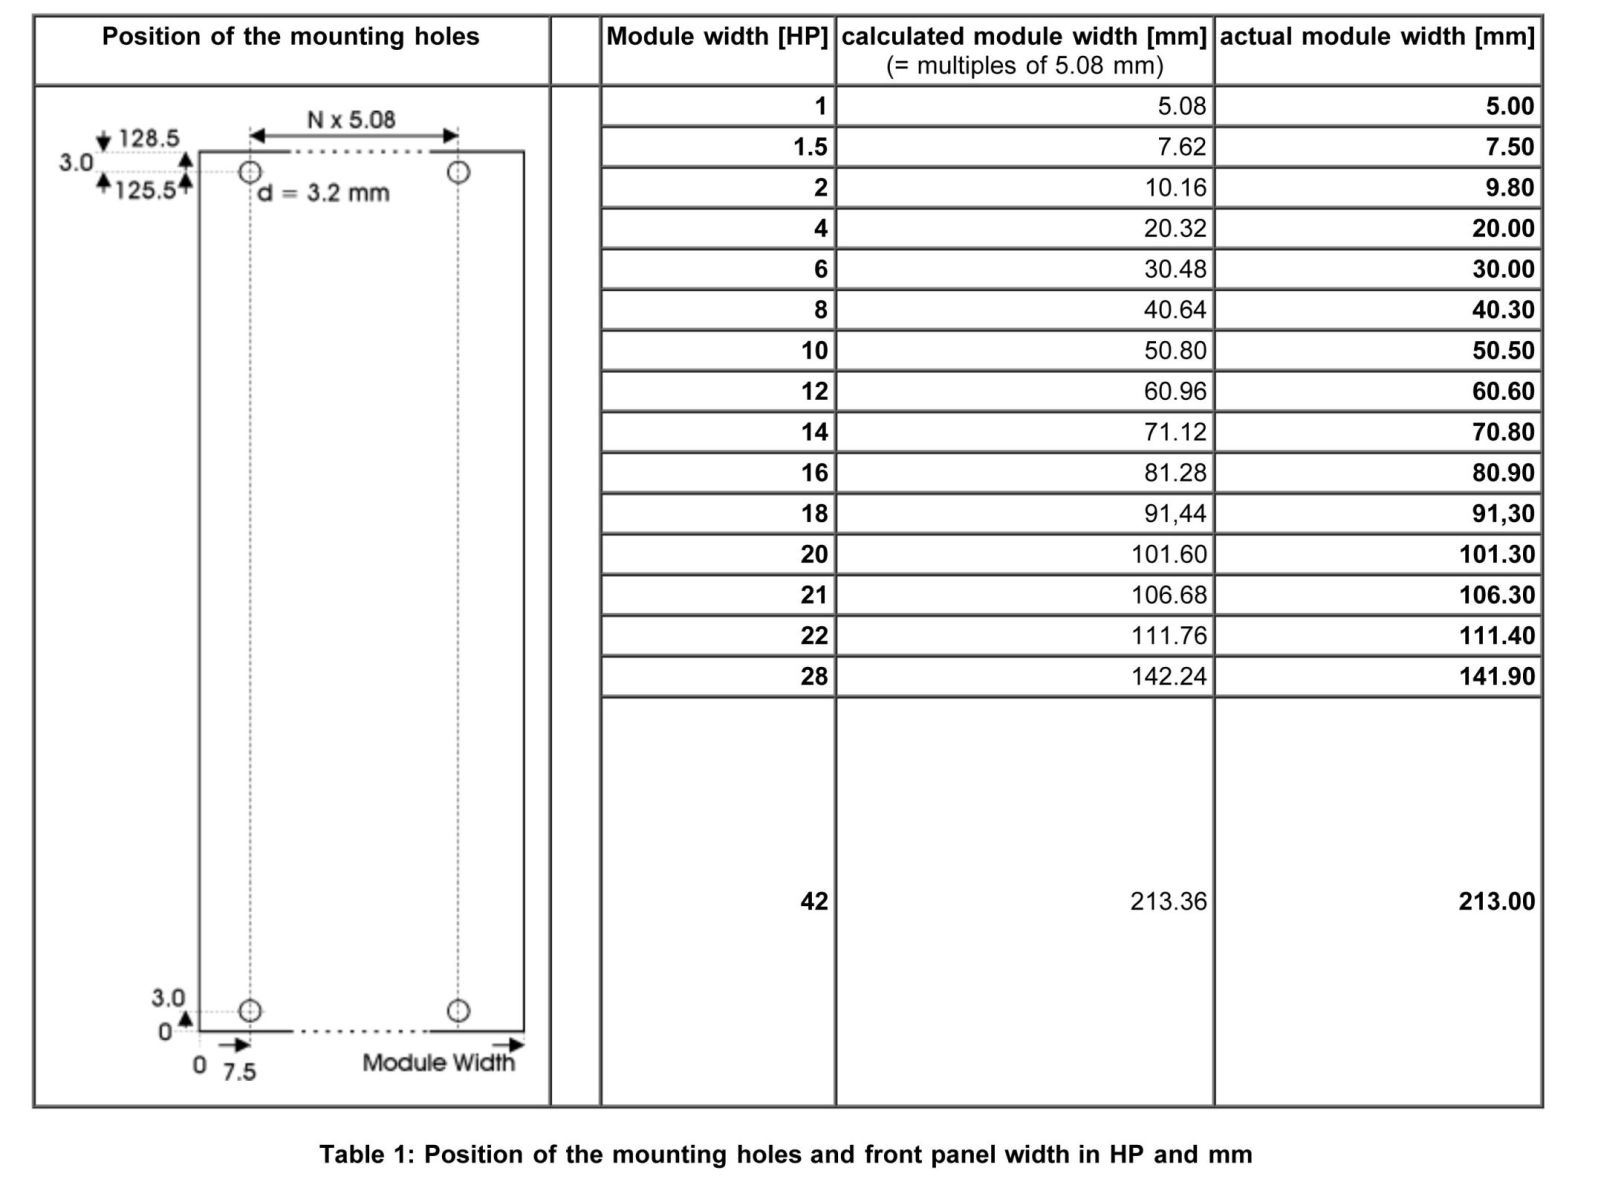 Position of the mounting holes
Module width [HP] calculated module width [mm] actual module width [mm]
(= multiples of 5.08 mm)
N x 5.08
128.5
3.0
125.5
d = 3.2 mm
3.0
0
0 7.5 Module Width
1 5.08 5.00
1.5 7.62 7.50
2 10.16 9.80
4 20.32 20.00
6 30.48 30.00
8 40.64 40.30
10 50.80 50.50
12 60.96 60.60
14 71.12 70.80
16 81.28 80.90
18 91,44 91,30
20 101.60 101.30
21 106.68 106.30
22 111.76 111.40
28 142.24 141.90
42 213.36 213.00
Table 1: Position of the mounting holes and front panel width in HP and mm